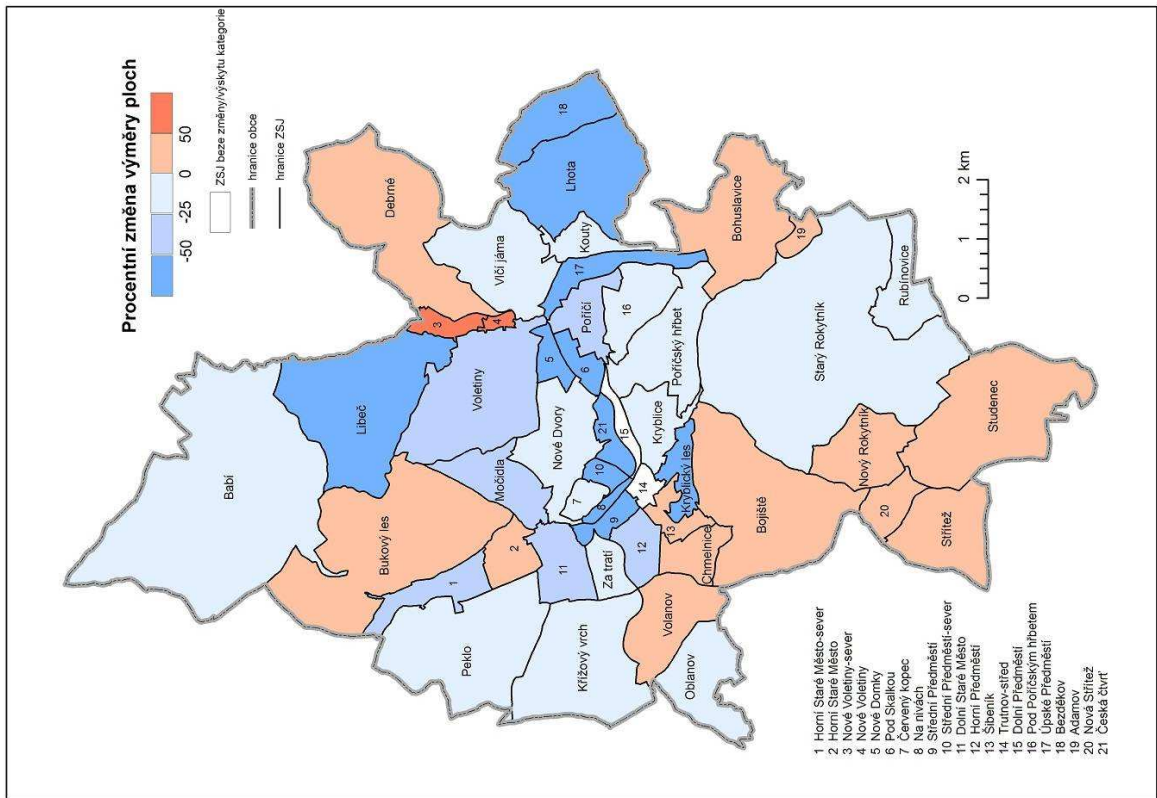 Procentní změna výměry ploch
-50
-25
0
50
ZSJ beze změny/výskytu kategorie
hranice obce
hranice ZSJ
Babí
Libeč
Bukový les
Debrné
3
4
Vlčí jáma
18
Lhota
Kouty
17
Voletiny
5
6
Poříčí
16
Močidla
Nové Dvory
21
15
10
7
8
9
14
Kryblice
Poříčský hřbet
Bohuslavice
19
1
2
11
Za tratí
12
13
Kryblický les
Chmelnice
Bojiště
Starý Rokytník
Rubínovice
Peklo
Křížový vrch
Volanov
Oblanov
Nový Rokytník
Studenec
20
Střítež
0 1 2 km
1 Horní Staré Město-sever
2 Horní Staré Město
3 Nové Voletiny-sever
4 Nové Voletiny
5 Nové Domky
6 Pod Skalkou
7 Červený kopec
8 Na nivách
9 Střední Předměstí
10 Střední Předměstí-sever
11 Dolní Staré Město
12 Horní Předměstí
13 Šibeník
14 Trutnov-střed
15 Dolní Předměstí
16 Pod Poříčským hřbetem
17 Úpské Předměstí
18 Bezděkov
19 Adamov
20 Nová Střítež
21 Česká čtvrť